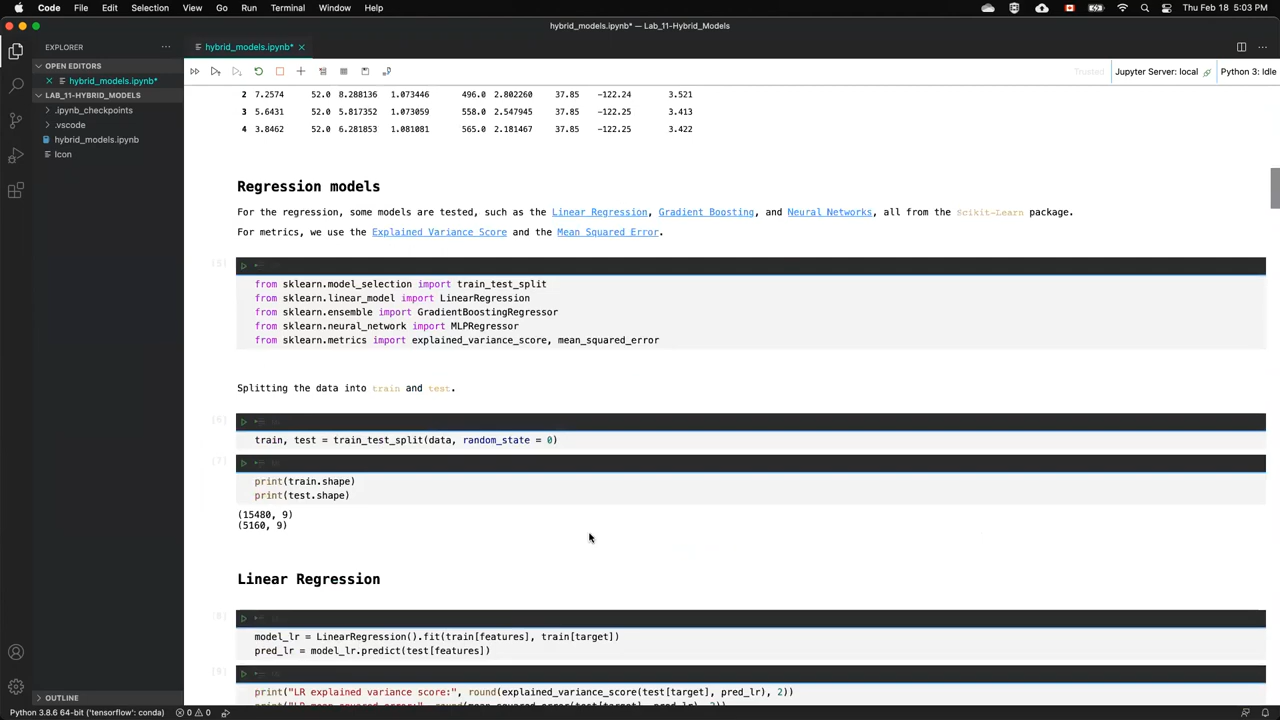 Code File Edit Selection View Go Run Terminal Window Help Thu Feb 18 5:03 PM
hybrid_models.ipynb* — Lab_11-Hybrid_Models
EXPLORER
hybrid_models.ipynb*
OPEN EDITORS
hybrid_models.ipynb*
LAB_11-HYBRID_MODELS
.ipynb_checkpoints
.vscode
hybrid_models.ipynb
Icon
OUTLINE
Trusted Jupyter Server: local Python 3: Idle
2 7.2574 52.0 8.288136 1.073446 496.0 2.802260 37.85 -122.24 3.521
3 5.6431 52.0 5.817352 1.073059 558.0 2.547945 37.85 -122.25 3.413
4 3.8462 52.0 6.281853 1.081081 565.0 2.181467 37.85 -122.25 3.422
Regression models
For the regression, some models are tested, such as the Linear Regression, Gradient Boosting, and Neural Networks, all from the Scikit-Learn package.
For metrics, we use the Explained Variance Score and the Mean Squared Error.
from sklearn.model_selection import train_test_split
from sklearn.linear_model import LinearRegression
from sklearn.ensemble import GradientBoostingRegressor
from sklearn.neural_network import MLPRegressor
from sklearn.metrics import explained_variance_score, mean_squared_error
Splitting the data into train and test.
train, test = train_test_split(data, random_state = 0)
[7]
print(train.shape)
print(test.shape)
(15480, 9)
(5160, 9)
Linear Regression
[8]
model_lr = LinearRegression().fit(train[features], train[target])
pred_lr = model_lr.predict(test[features])
[9]
print("LR explained variance score:", round(explained_variance_score(test[target], pred_lr), 2))
Python 3.8.6 64-bit ('tensorflow': conda) 0 0